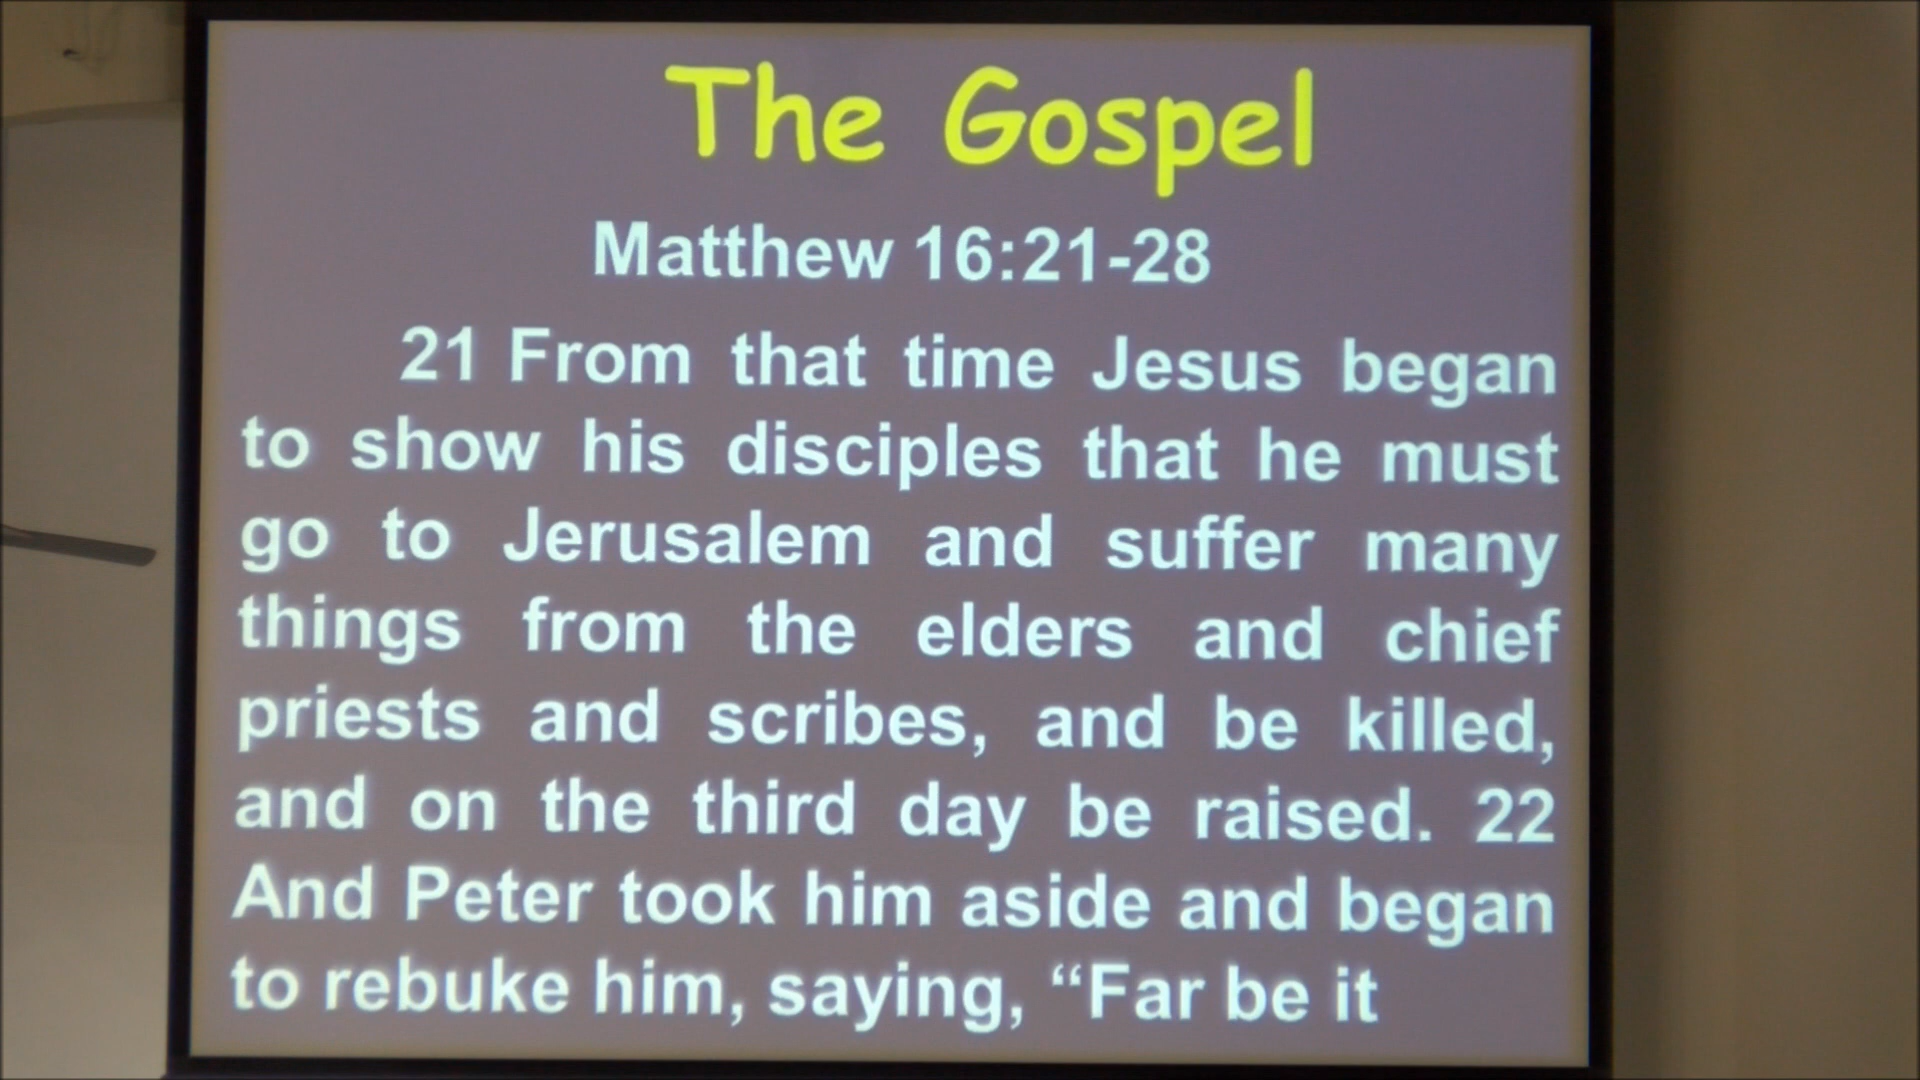 The Gospel
Matthew 16:21-28
21 From that time Jesus began
to show his disciples that he must
go to Jerusalem and suffer many
things from the elders and chief
priests and scribes, and be killed,
and on the third day be raised. 22
And Peter took him aside and began
to rebuke him, saying, “Far be it